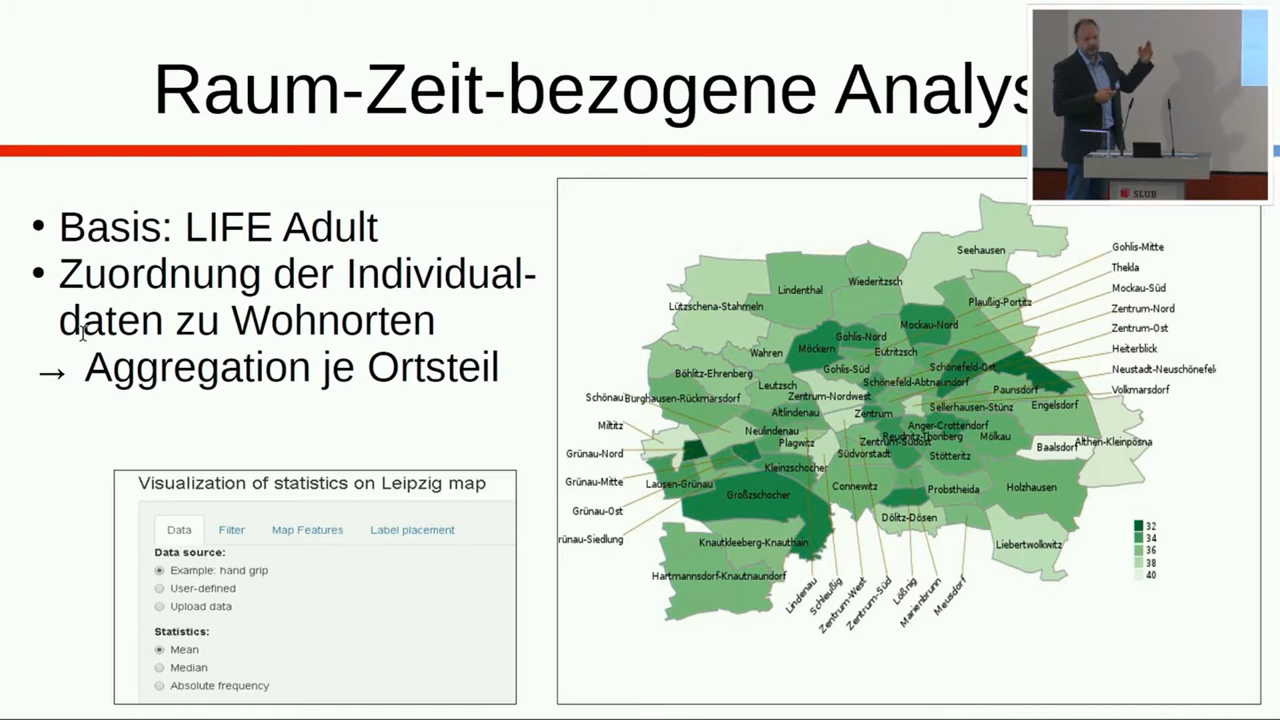 Raum-Zeit-bezogene Analys
• Basis: LIFE Adult
• Zuordnung der Individual-
daten zu Wohnorten
→ Aggregation je Ortsteil
Visualization of statistics on Leipzig map
Data
Filter
Map Features
Label placement
Data source:
Example: hand grip
User-defined
Upload data
Statistics:
Mean
Median
Absolute frequency
SLUB
Seehausen
Gohlis-Mitte
Thekla
Mockau-Süd
Zentrum-Nord
Zentrum-Ost
Heiterblick
Neustadt-Neuschönefel
Volkmarsdorf
Wiederitzsch
Lindenthal
Plaußig-Portitz
Lützschena-Stahmeln
Mockau-Nord
Gohlis-Nord
Möckern
Eutritzsch
Wahren
Gohlis-Süd
Schönefeld-Ost
Böhlitz-Ehrenberg
Leutzsch
Schönefeld-Abtnaundorf
Paunsdorf
Schönau
Burghausen-Rückmarsdorf
Zentrum-Nordwest
Sellerhausen-Stünz
Engelsdorf
Altlindenau
Zentrum
Miltitz
Neulindenau
Anger-Crottendorf
Reudnitz-Thonberg
Zentrum-Südost
Mölkau
Plagwitz
Baalsdorf
Althen-Kleinpösna
Grünau-Nord
Südvorstadt
Stötteritz
Kleinzschocher
Grünau-Mitte
Lausen-Grünau
Connewitz
Probstheida
Holzhausen
Großzschocher
Grünau-Ost
Dölitz-Dösen
rünau-Siedlung
Knautkleeberg-Knauthain
Liebertwolkwitz
Hartmannsdorf-Knautnaundorf
Lindenau
Schleußig
Zentrum-West
Zentrum-Süd
Lößnig
Marienbrunn
Meusdorf
32
34
36
38
40